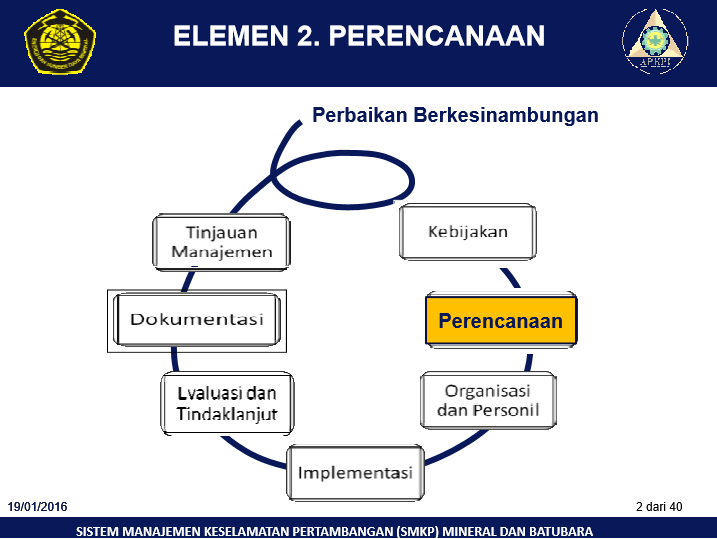 ELEMEN 2. PERENCANAAN
APKPI
Perbaikan Berkesinambungan
Tinjauan
Manajemen
Kebijakan
Dokumentasi
Perencanaan
Evaluasi dan
Tindaklanjut
Organisasi
dan Personil
Implementasi
19/01/2016
2 dari 40
SISTEM MANAJEMEN KESELAMATAN PERTAMBANGAN (SMKP) MINERAL DAN BATUBARA